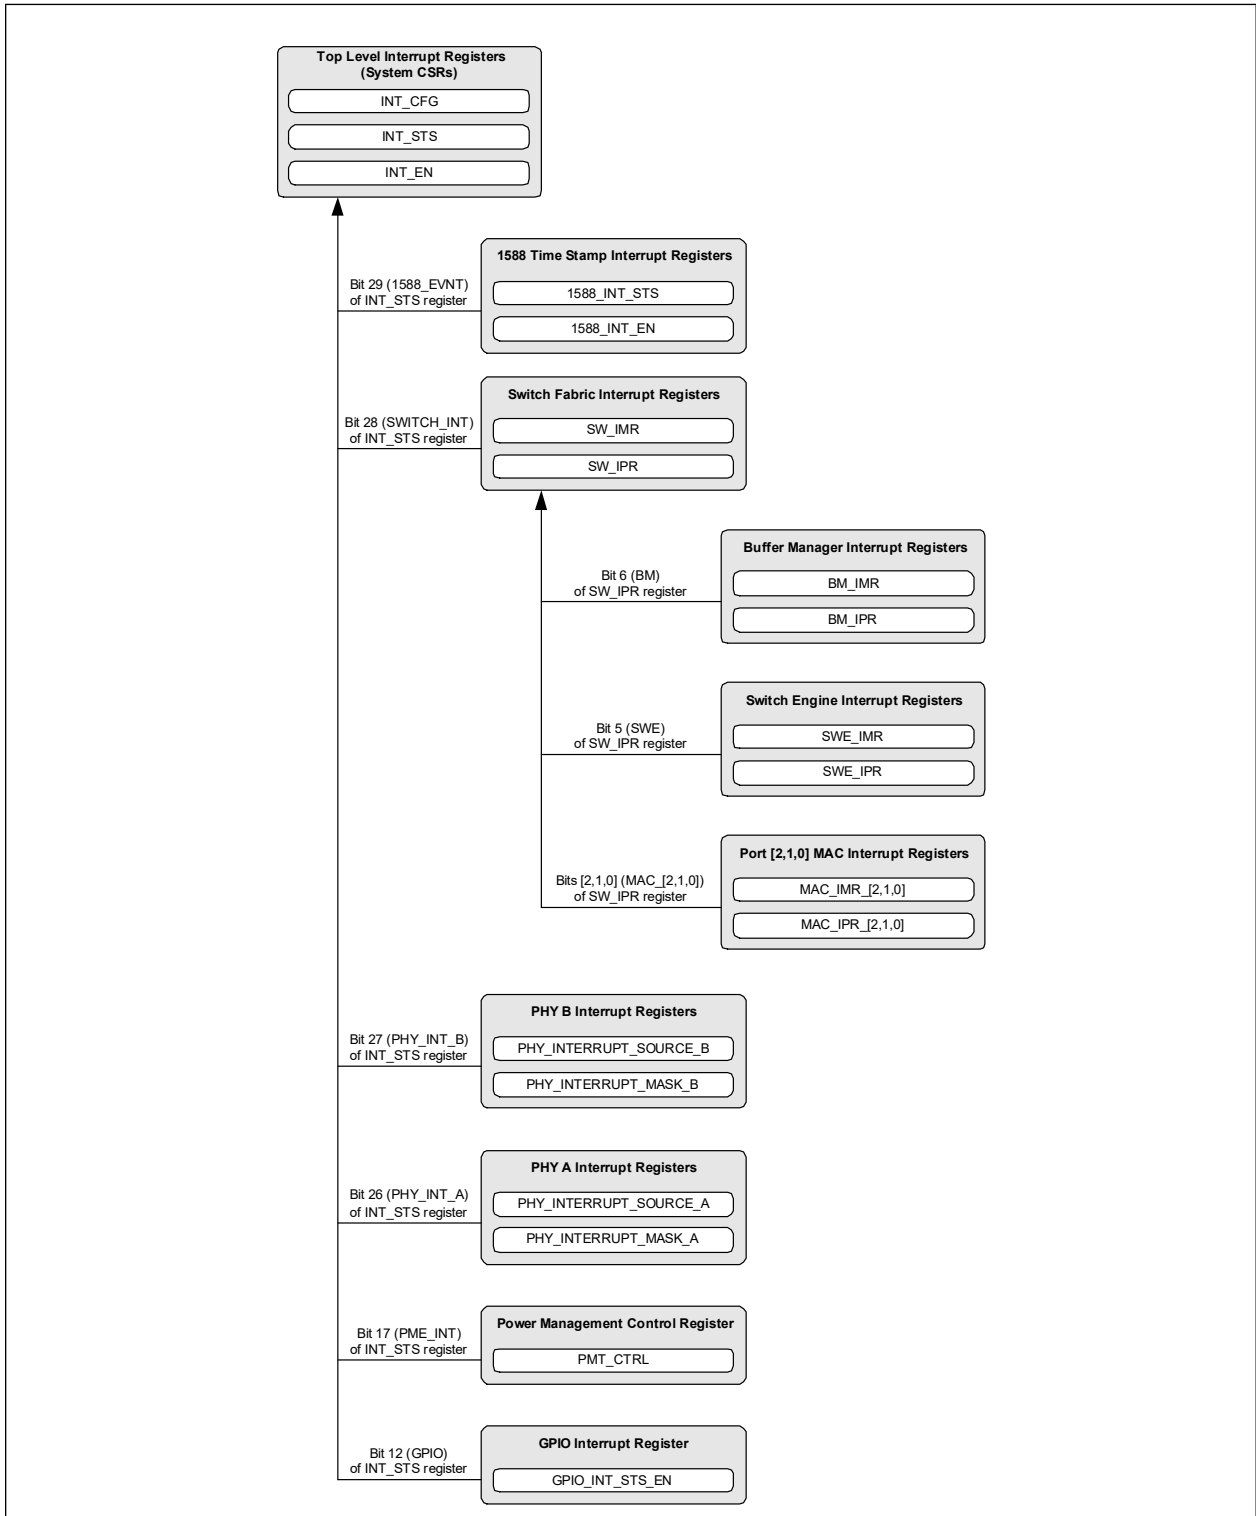 Top Level Interrupt Registers
(System CSRs)
INT_CFG
INT_STS
INT_EN
Bit 29 (1588_EVNT)
of INT_STS register
1588 Time Stamp Interrupt Registers
1588_INT_STS
1588_INT_EN
Bit 28 (SWITCH_INT)
of INT_STS register
Switch Fabric Interrupt Registers
SW_IMR
SW_IPR
Bit 6 (BM)
of SW_IPR register
Buffer Manager Interrupt Registers
BM_IMR
BM_IPR
Bit 5 (SWE)
of SW_IPR register
Switch Engine Interrupt Registers
SWE_IMR
SWE_IPR
Bits [2,1,0] (MAC_[2,1,0])
of SW_IPR register
Port [2,1,0] MAC Interrupt Registers
MAC_IMR_[2,1,0]
MAC_IPR_[2,1,0]
Bit 27 (PHY_INT_B)
of INT_STS register
PHY B Interrupt Registers
PHY_INTERRUPT_SOURCE_B
PHY_INTERRUPT_MASK_B
Bit 26 (PHY_INT_A)
of INT_STS register
PHY A Interrupt Registers
PHY_INTERRUPT_SOURCE_A
PHY_INTERRUPT_MASK_A
Bit 17 (PME_INT)
of INT_STS register
Power Management Control Register
PMT_CTRL
Bit 12 (GPIO)
of INT_STS register
GPIO Interrupt Register
GPIO_INT_STS_EN